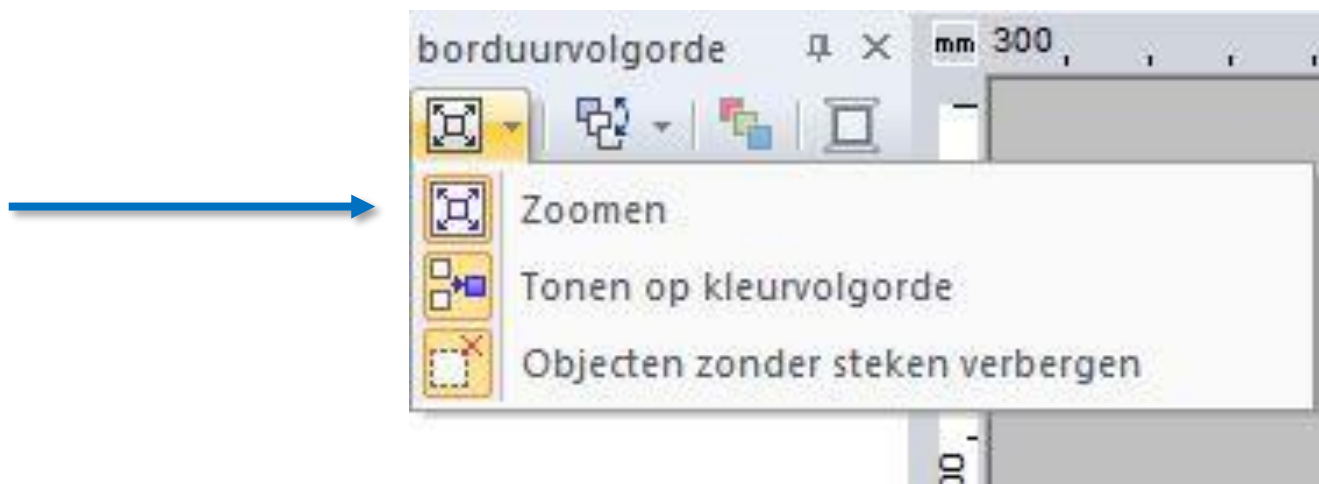 borduurvolgorde
mm 300
Zoomen
Tonen op kleurvolgorde
Objecten zonder steken verbergen